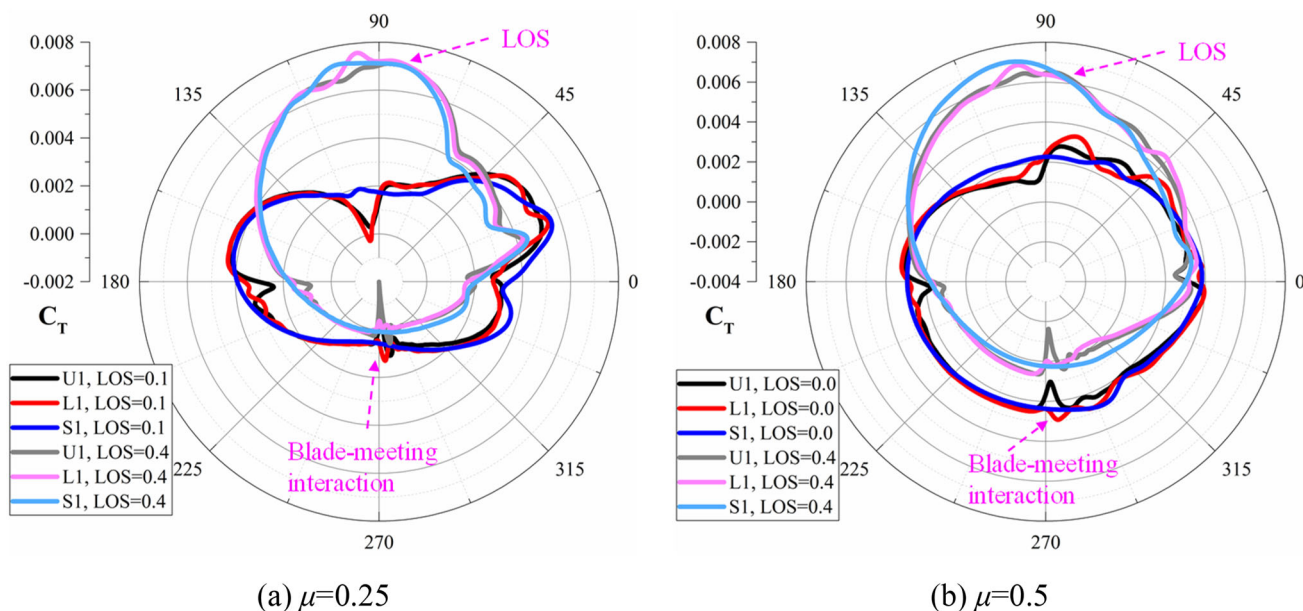 90
LOS
0.008
0.006
0.004
0.002
0.000
-0.002
135
45
180
0
C_T
U1, LOS=0.1
L1, LOS=0.1
S1, LOS=0.1
U1, LOS=0.4
L1, LOS=0.4
S1, LOS=0.4
Blade-meeting
interaction
225
315
270
(a) μ=0.25
90
LOS
0.008
0.006
0.004
0.002
0.000
-0.002
-0.004
135
45
180
0
C_T
U1, LOS=0.0
L1, LOS=0.0
S1, LOS=0.0
U1, LOS=0.4
L1, LOS=0.4
S1, LOS=0.4
Blade-meeting
interaction
225
315
270
(b) μ=0.5